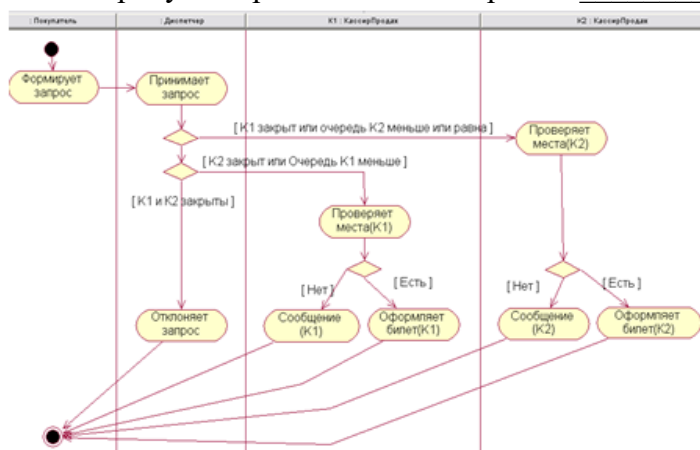 : Покупатель
: Диспетчер
К1 : КассирПродаж
К2 : КассирПродаж
Формирует
запрос
Принимает
запрос
[ К1 закрыт или очередь К2 меньше или равна ]
Проверяет
места(К2)
[ К2 закрыт или Очередь К1 меньше ]
[ К1 и К2 закрыты ]
Проверяет
места(К1)
[ Нет ]
[ Есть ]
[ Нет ]
[ Есть ]
Отклоняет
запрос
Сообщение
(К1)
Оформляет
билет(К1)
Сообщение
(К2)
Оформляет
билет(К2)